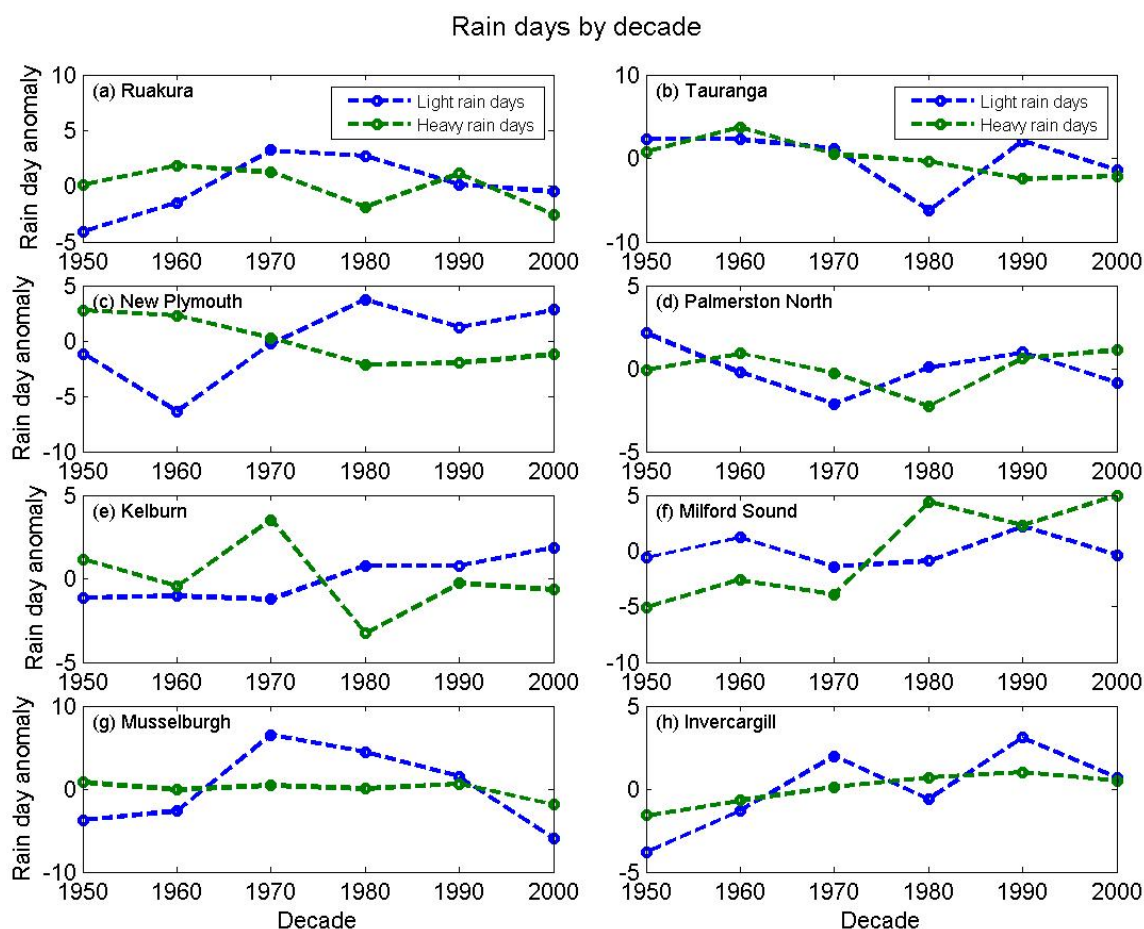 Rain days by decade
Rain day anomaly
10
5
0
-5
(a) Ruakura
Light rain days
Heavy rain days
1950 1960 1970 1980 1990 2000
10
0
-10
(b) Tauranga
Light rain days
Heavy rain days
1950 1960 1970 1980 1990 2000
Rain day anomaly
5
0
-5
-10
(c) New Plymouth
1950 1960 1970 1980 1990 2000
5
0
-5
(d) Palmerston North
1950 1960 1970 1980 1990 2000
Rain day anomaly
5
0
-5
(e) Kelburn
1950 1960 1970 1980 1990 2000
5
0
-5
-10
(f) Milford Sound
1950 1960 1970 1980 1990 2000
Rain day anomaly
10
0
-10
(g) Musselburgh
1950 1960 1970 1980 1990 2000
Decade
5
0
-5
(h) Invercargill
1950 1960 1970 1980 1990 2000
Decade